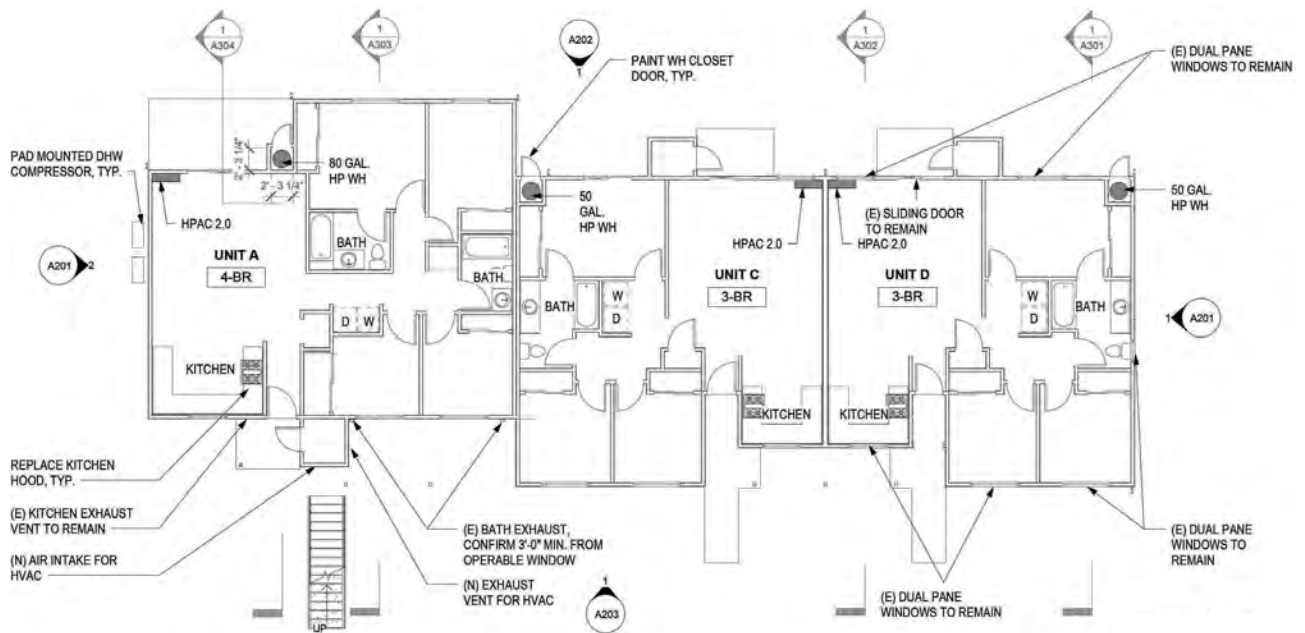 1
A304
1
A303
A202
1
1
A302
1
A301
PAINT WH CLOSET
DOOR, TYP.
(E) DUAL PANE
WINDOWS TO REMAIN
PAD MOUNTED DHW
COMPRESSOR, TYP.
2' - 3 1/4"
2' - 3 1/4"
80 GAL.
HP WH
HPAC 2.0
50
GAL.
HP WH
HPAC 2.0
(E) SLIDING DOOR
TO REMAIN
HPAC 2.0
50 GAL.
HP WH
A201
2
UNIT A
4-BR
BATH
BATH
UNIT C
3-BR
UNIT D
3-BR
BATH
W
D
W
D
BATH
1
A201
D W
KITCHEN
KITCHEN
KITCHEN
REPLACE KITCHEN
HOOD, TYP.
(E) KITCHEN EXHAUST
VENT TO REMAIN
(N) AIR INTAKE FOR
HVAC
UP
(E) BATH EXHAUST,
CONFIRM 3'-0" MIN. FROM
OPERABLE WINDOW
(N) EXHAUST
VENT FOR HVAC
1
A203
(E) DUAL PANE
WINDOWS TO REMAIN
(E) DUAL PANE
WINDOWS TO
REMAIN